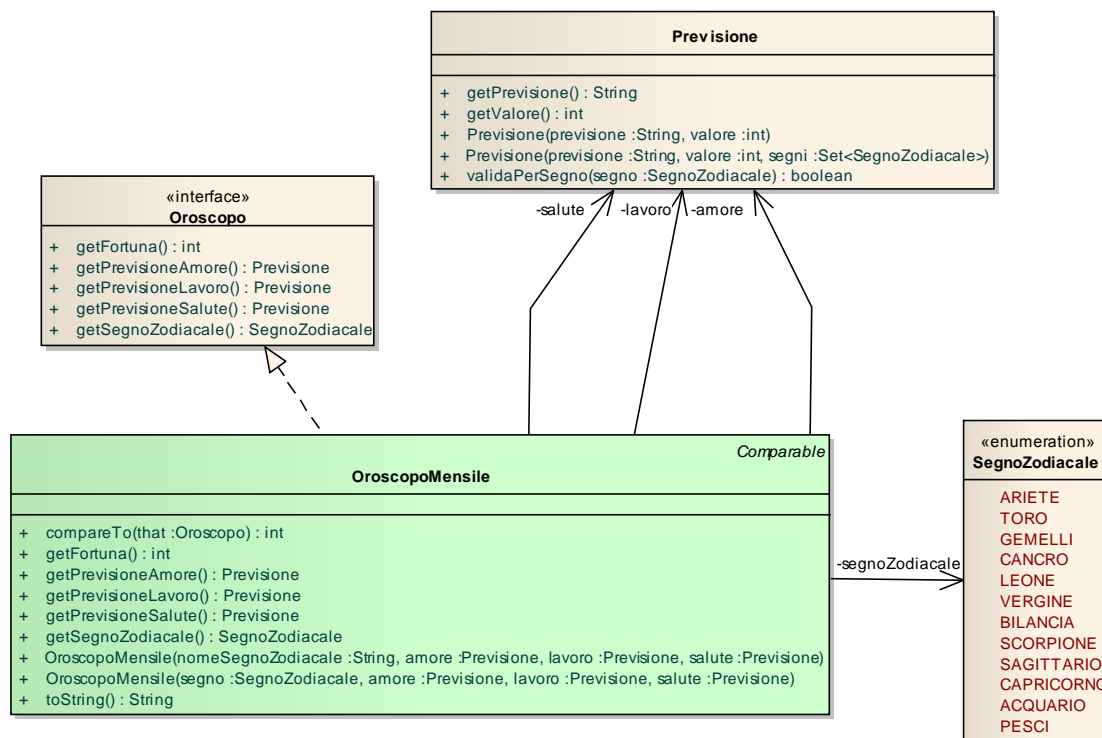 Previsione
+ getPrevisione() : String
+ getValore() : int
+ Previsione(previsione :String, valore :int)
+ Previsione(previsione :String, valore :int, segni :Set<SegnoZodiacale>)
+ validaPerSegno(segno :SegnoZodiacale) : boolean
«interface»
Oroscopo
+ getFortuna() : int
+ getPrevisioneAmore() : Previsione
+ getPrevisioneLavoro() : Previsione
+ getPrevisioneSalute() : Previsione
+ getSegnoZodiacale() : SegnoZodiacale
-salute
-lavoro
-amore
Comparable
OroscopoMensile
+ compareTo(that :Oroscopo) : int
+ getFortuna() : int
+ getPrevisioneAmore() : Previsione
+ getPrevisioneLavoro() : Previsione
+ getPrevisioneSalute() : Previsione
+ getSegnoZodiacale() : SegnoZodiacale
+ OroscopoMensile(nomeSegnoZodiacale :String, amore :Previsione, lavoro :Previsione, salute :Previsione)
+ OroscopoMensile(segno :SegnoZodiacale, amore :Previsione, lavoro :Previsione, salute :Previsione)
+ toString() : String
-segnoZodiacale
«enumeration»
SegnoZodiacale
ARIETE
TORO
GEMELLI
CANCRO
LEONE
VERGINE
BILANCIA
SCORPIONE
SAGITTARIO
CAPRICORNO
ACQUARIO
PESCI